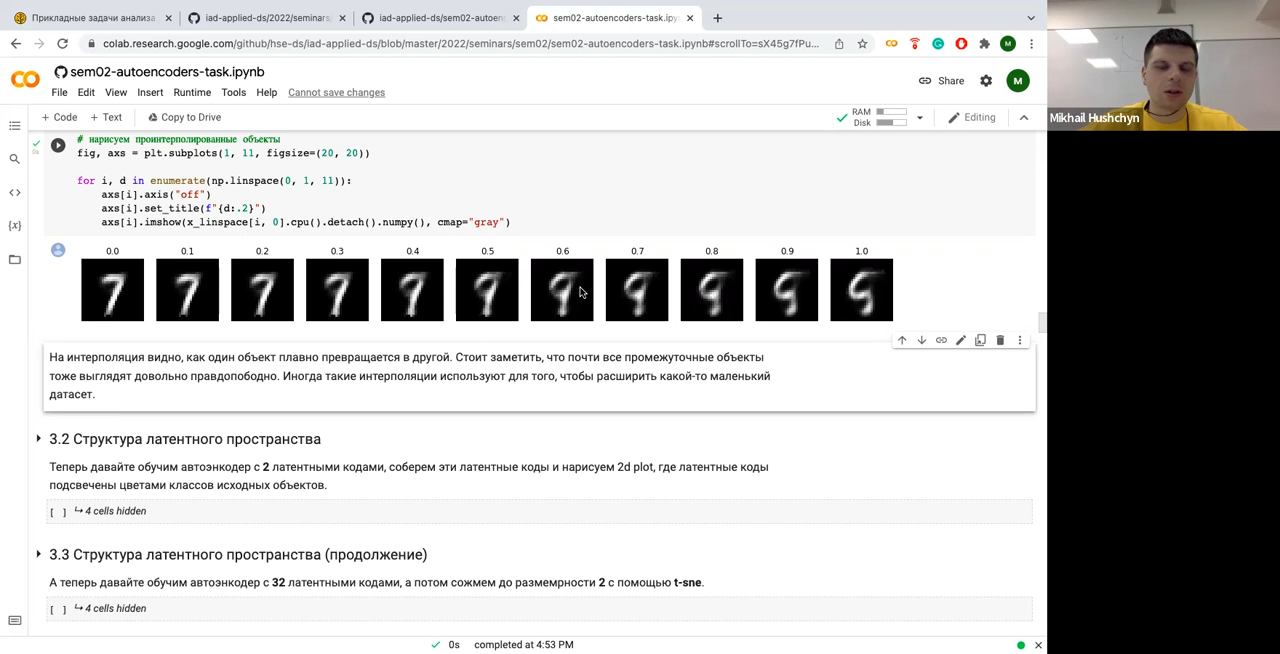 Прикладные задачи анализа
iad-applied-ds/2022/seminars
iad-applied-ds/sem02-autoen
sem02-autoencoders-task.ipy
colab.research.google.com/github/hse-ds/iad-applied-ds/blob/master/2022/seminars/sem02/sem02-autoencoders-task.ipynb#scrollTo=sX45g7fPu...
M
sem02-autoencoders-task.ipynb
File Edit View Insert Runtime Tools Help Cannot save changes
Share
M
+ Code + Text Copy to Drive
RAM
Disk
Editing
Mikhail Hushchyn
# нарисуем проинтерполированные объекты
fig, axs = plt.subplots(1, 11, figsize=(20, 20))
for i, d in enumerate(np.linspace(0, 1, 11)):
axs[i].axis("off")
axs[i].set_title(f"{d:.2}")
axs[i].imshow(x_linspace[i, 0].cpu().detach().numpy(), cmap="gray")
0.0 0.1 0.2 0.3 0.4 0.5 0.6 0.7 0.8 0.9 1.0
На интерполяция видно, как один объект плавно превращается в другой. Стоит заметить, что почти все промежуточные объекты
тоже выглядят довольно правдопободно. Иногда такие интерполяции используют для того, чтобы расширить какой-то маленький
датасет.
3.2 Структура латентного пространства
Теперь давайте обучим автоэнкодер с 2 латентными кодами, соберем эти латентные коды и нарисуем 2d plot, где латентные коды
подсвечены цветами классов исходных объектов.
[ ] ↳ 4 cells hidden
3.3 Структура латентного пространства (продолжение)
А теперь давайте обучим автоэнкодер с 32 латентными кодами, а потом сожмем до размемрности 2 с помощью t-sne.
[ ] ↳ 4 cells hidden
0s completed at 4:53 PM